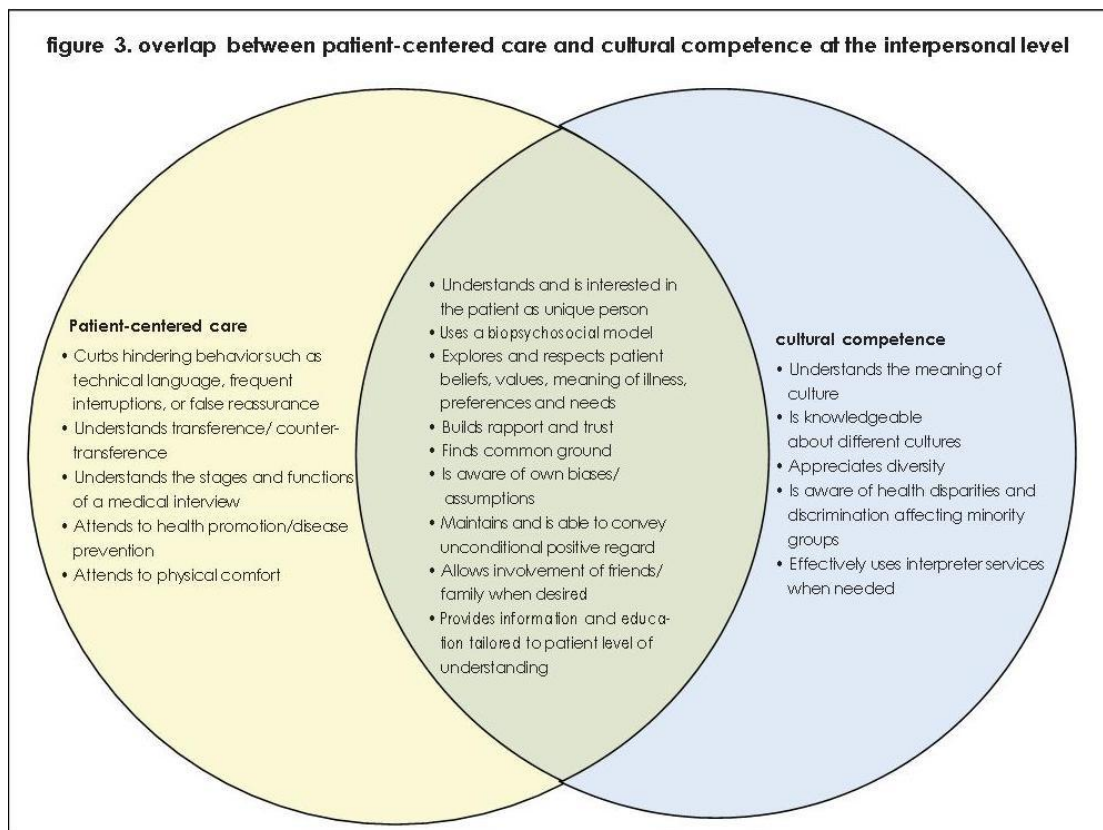 figure 3. overlap between patient-centered care and cultural competence at the interpersonal level
Patient-centered care
• Curbs hindering behavior such as
technical language, frequent
interruptions, or false reassurance
• Understands transference/ counter-
transference
• Understands the stages and functions
of a medical interview
• Attends to health promotion/disease
prevention
• Attends to physical comfort
• Understands and is interested in
the patient as unique person
• Uses a biopsychosocial model
• Explores and respects patient
beliefs, values, meaning of illness,
preferences and needs
• Builds rapport and trust
• Finds common ground
• Is aware of own biases/
assumptions
• Maintains and is able to convey
unconditional positive regard
• Allows involvement of friends/
family when desired
• Provides information and educa-
tion tailored to patient level of
understanding
cultural competence
• Understands the meaning of
culture
• Is knowledgeable
about different cultures
• Appreciates diversity
• Is aware of health disparities and
discrimination affecting minority
groups
• Effectively uses interpreter services
when needed